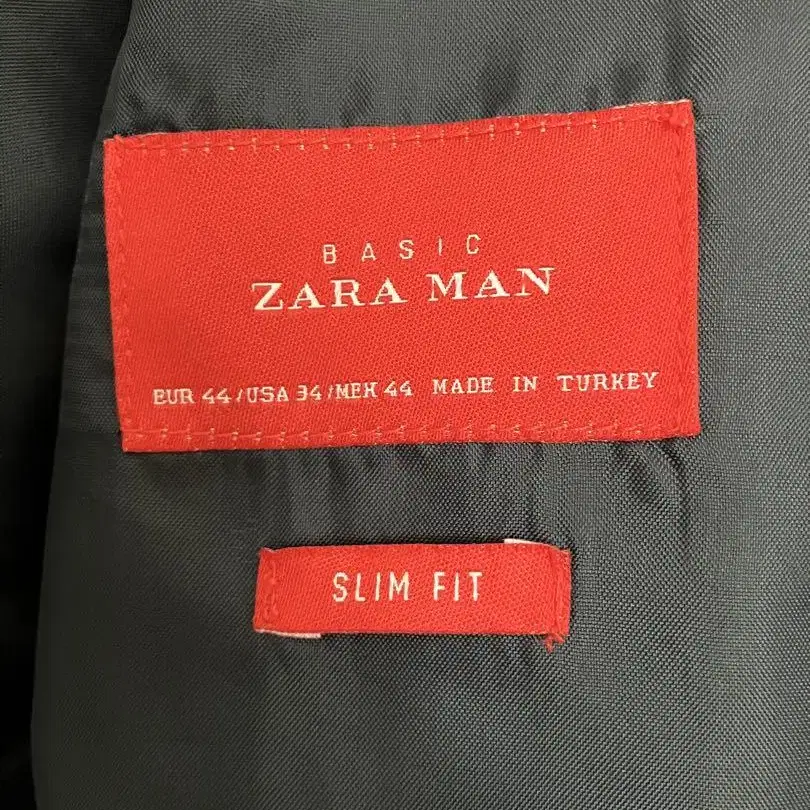 BASIC
ZARA MAN
EUR 44/USA 34/MEX 44 MADE IN TURKEY
SLIM FIT